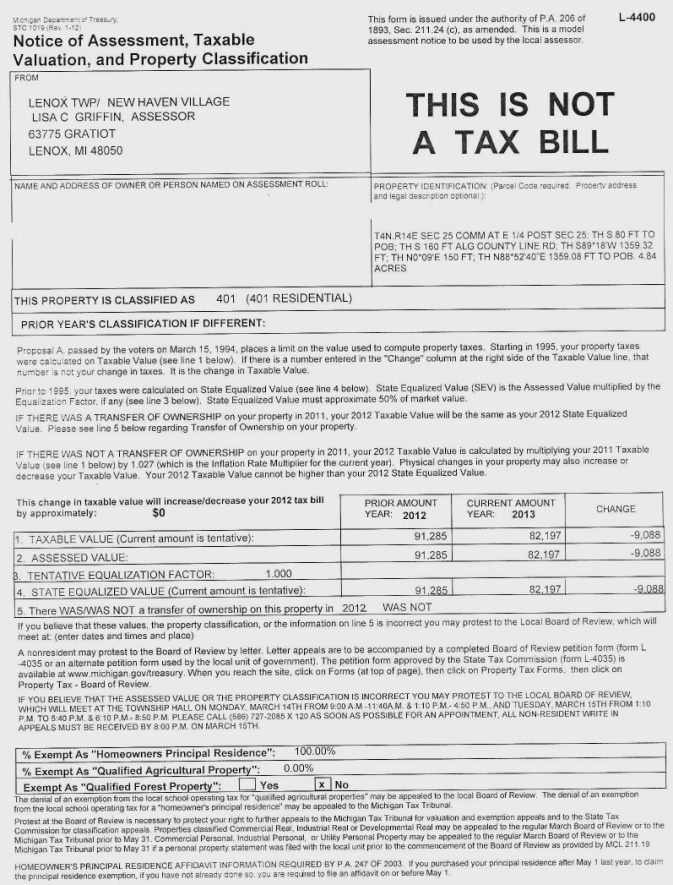 Michigan Department of Treasury,
STC 1019 (Rev. 1-12)
Notice of Assessment, Taxable
Valuation, and Property Classification
This form is issued under the authority of P.A. 206 of
1893, Sec. 211.24 (c), as amended. This is a model
assessment notice to be used by the local assessor.
L-4400
FROM
LENOX TWP/ NEW HAVEN VILLAGE
LISA C GRIFFIN, ASSESSOR
63775 GRATIOT
LENOX, MI 48050
THIS IS NOT
A TAX BILL
NAME AND ADDRESS OF OWNER OR PERSON NAMED ON ASSESSMENT ROLL:
PROPERTY IDENTIFICATION: (Parcel Code required. Property address
and legal description optional.):
T4N,R14E SEC 25 COMM AT E 1/4 POST SEC 25; TH S 80 FT TO
POB; TH S 160 FT ALG COUNTY LINE RD; TH S89*18'W 1359.32
FT; TH N0*09'E 150 FT; TH N88*52'40"E 1359.08 FT TO POB. 4.84
ACRES
THIS PROPERTY IS CLASSIFIED AS 401 (401 RESIDENTIAL)
PRIOR YEAR'S CLASSIFICATION IF DIFFERENT:
Proposal A, passed by the voters on March 15, 1994, places a limit on the value used to compute property taxes. Starting in 1995, your property taxes
were calculated on Taxable Value (see line 1 below). If there is a number entered in the "Change" column at the right side of the Taxable Value line, that
number is not your change in taxes. It is the change in Taxable Value.
Prior to 1995, your taxes were calculated on State Equalized Value (see line 4 below). State Equalized Value (SEV) is the Assessed Value multiplied by the
Equalization Factor, if any (see line 3 below). State Equalized Value must approximate 50% of market value.
IF THERE WAS A TRANSFER OF OWNERSHIP on your property in 2011, your 2012 Taxable Value will be the same as your 2012 State Equalized
Value. Please see line 5 below regarding Transfer of Ownership on your property.
IF THERE WAS NOT A TRANSFER OF OWNERSHIP on your property in 2011, your 2012 Taxable Value is calculated by multiplying your 2011 Taxable
Value (see line 1 below) by 1.027 (which is the Inflation Rate Multiplier for the current year). Physical changes in your property may also increase or
decrease your Taxable Value. Your 2012 Taxable Value cannot be higher than your 2012 State Equalized Value.
This change in taxable value will increase/decrease your 2012 tax bill
by approximately: $0
PRIOR AMOUNT
YEAR: 2012
CURRENT AMOUNT
YEAR: 2013
CHANGE
1. TAXABLE VALUE (Current amount is tentative): 91,285 82,197 -9,088
2. ASSESSED VALUE: 91,285 82,197 -9,088
3. TENTATIVE EQUALIZATION FACTOR: 1.000
4. STATE EQUALIZED VALUE (Current amount is tentative): 91,285 82,197 -9,088
5. There WAS/WAS NOT a transfer of ownership on this property in 2012 WAS NOT
If you believe that these values, the property classification, or the information on line 5 is incorrect you may protest to the Local Board of Review, which will
meet at: (enter dates and times and place)
A nonresident may protest to the Board of Review by letter. Letter appeals are to be accompanied by a completed Board of Review petition form (form L
-4035 or an alternate petition form used by the local unit of government). The petition form approved by the State Tax Commission (form L-4035) is
available at www.michigan.gov/treasury. When you reach the site, click on Forms (at top of page), then click on Property Tax Forms, then click on
Property Tax - Board of Review.
IF YOU BELIEVE THAT THE ASSESSED VALUE OR THE PROPERTY CLASSIFICATION IS INCORRECT YOU MAY PROTEST TO THE LOCAL BOARD OF REVIEW,
WHICH WILL MEET AT THE TOWNSHIP HALL ON MONDAY, MARCH 14TH FROM 9:00 A.M -11:40A.M. & 1:10 P.M.- 4:50 P.M., AND TUESDAY, MARCH 15TH FROM 1:10
P.M. TO 5:40 P.M. & 6:10 P.M - 8:50 P.M. PLEASE CALL (586) 727-2085 X 120 AS SOON AS POSSIBLE FOR AN APPOINTMENT, ALL NON-RESIDENT WRITE IN
APPEALS MUST BE RECEIVED BY 8:00 P.M. ON MARCH 15TH.
% Exempt As "Homeowners Principal Residence": 100.00%
% Exempt As "Qualified Agricultural Property": 0.00%
Exempt As "Qualified Forest Property": Yes x No
The denial of an exemption from the local school operating tax for "qualified agricultural properties" may be appealed to the local Board of Review. The denial of an exemption
from the local school operating tax for a "homeowner's principal residence" may be appealed to the Michigan Tax Tribunal.
Protest at the Board of Review is necessary to protect your right to further appeals to the Michigan Tax Tribunal for valuation and exemption appeals and to the State Tax
Commission for classification appeals. Properties classified Commercial Real, Industrial Real or Developmental Real may be appealed to the regular March Board of Review or to the
Michigan Tax Tribunal prior to May 31. Commercial Personal, Industrial Personal, or Utility Personal Property may be appealed to the regular March Board of Review or to the
Michigan Tax Tribunal prior to May 31 if a personal property statement was filed with the local unit prior to the commencement of the Board of Review as provided by MCL 211.19.
HOMEOWNER'S PRINCIPAL RESIDENCE AFFIDAVIT INFORMATION REQUIRED BY P.A. 247 OF 2003. If you purchased your principal residence after May 1 last year, to claim
the principal residence exemption, if you have not already done so, you are required to file an affidavit on or before May 1.